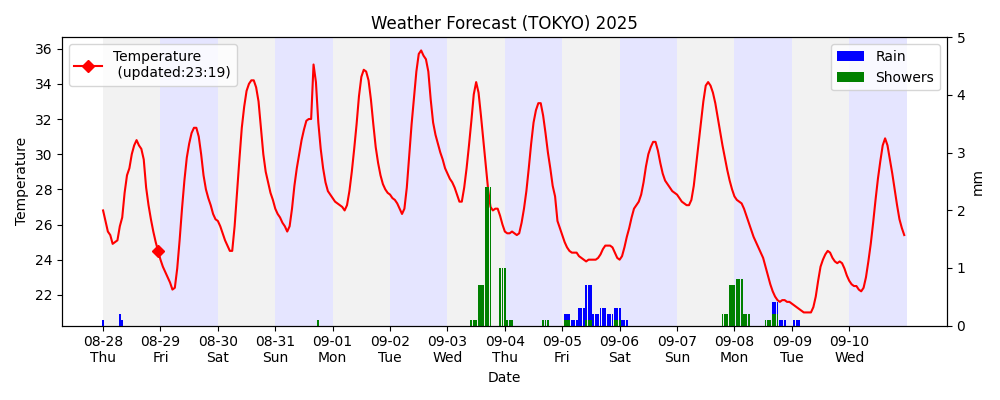 Weather Forecast (TOKYO) 2025
Temperature
(updated:23:19)
Rain
Showers
Temperature
36
34
32
30
28
26
24
22
5
4
3
2
1
0
mm
08-28 08-29 08-30 08-31 09-01 09-02 09-03 09-04 09-05 09-06 09-07 09-08 09-09 09-10
Thu Fri Sat Sun Mon Tue Wed Thu Fri Sat Sun Mon Tue Wed
Date